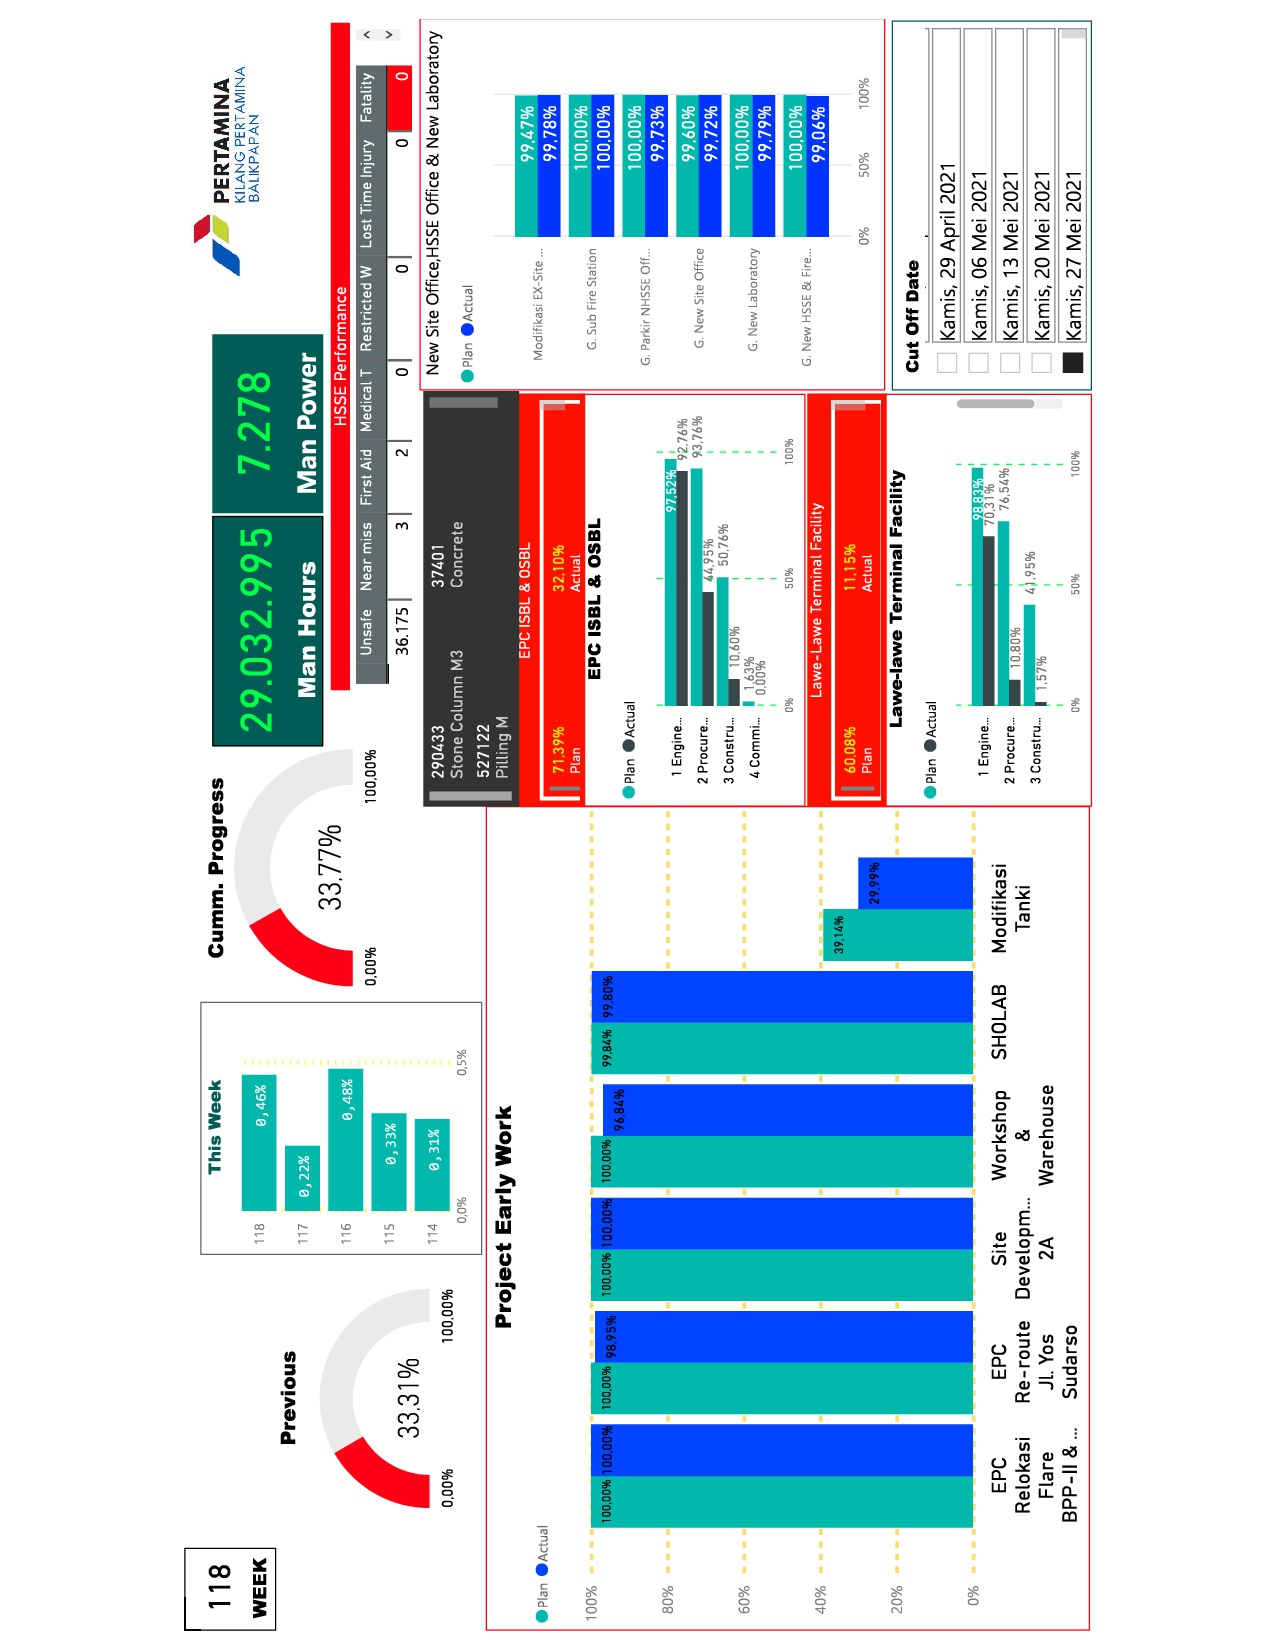 118
WEEK
Previous
33,31%
0,00%
100,00%
This Week
118
0,46%
117
0,22%
116
0,48%
115
0,33%
114
0,31%
0,0%
0,5%
Cumm. Progress
33,77%
0,00%
100,00%
29.032.995
Man Hours
7.278
Man Power
PERTAMINA
KILANG PERTAMINA
BALIKPAPAN
HSSE Performance
Unsafe Near miss First Aid Medical T Restricted W Lost Time Injury Fatality
36.175 3 2 0 0 0 0
Project Early Work
Plan Actual
100%
80%
60%
40%
20%
0%
100,00% 100,00%
100,00% 98,95%
100,00% 100,00%
100,00% 96,84%
99,84% 99,80%
39,14% 29,99%
EPC
Relokasi
Flare
BPP-II & ...
EPC
Re-route
Jl. Yos
Sudarso
Site
Developm...
2A
Workshop
&
Warehouse
SHOLAB
Modifikasi
Tanki
290433
Stone Column M3
37401
Concrete
527122
Pilling M
EPC ISBL & OSBL
71,39%
Plan
32,10%
Actual
EPC ISBL & OSBL
Plan Actual
1 Engine...
97,52%
92,76%
2 Procure...
93,76%
44,95%
3 Constru...
50,76%
10,60%
4 Commi...
1,63%
0,00%
0% 50% 100%
Lawe-Lawe Terminal Facility
60,08%
Plan
11,15%
Actual
Lawe-lawe Terminal Facility
Plan Actual
1 Engine...
98,83%
70,31%
2 Procure...
76,54%
10,80%
3 Constru...
41,95%
1,57%
0% 50% 100%
New Site Office,HSSE Office & New Laboratory
Plan Actual
Modifikasi EX-Site ...
99,47%
99,78%
G. Sub Fire Station
100,00%
100,00%
G. Parkir NHSSE Off...
100,00%
99,73%
G. New Site Office
99,60%
99,72%
G. New Laboratory
100,00%
99,79%
G. New HSSE & Fire...
100,00%
99,06%
0% 50% 100%
Cut Off Date
Kamis, 29 April 2021
Kamis, 06 Mei 2021
Kamis, 13 Mei 2021
Kamis, 20 Mei 2021
Kamis, 27 Mei 2021